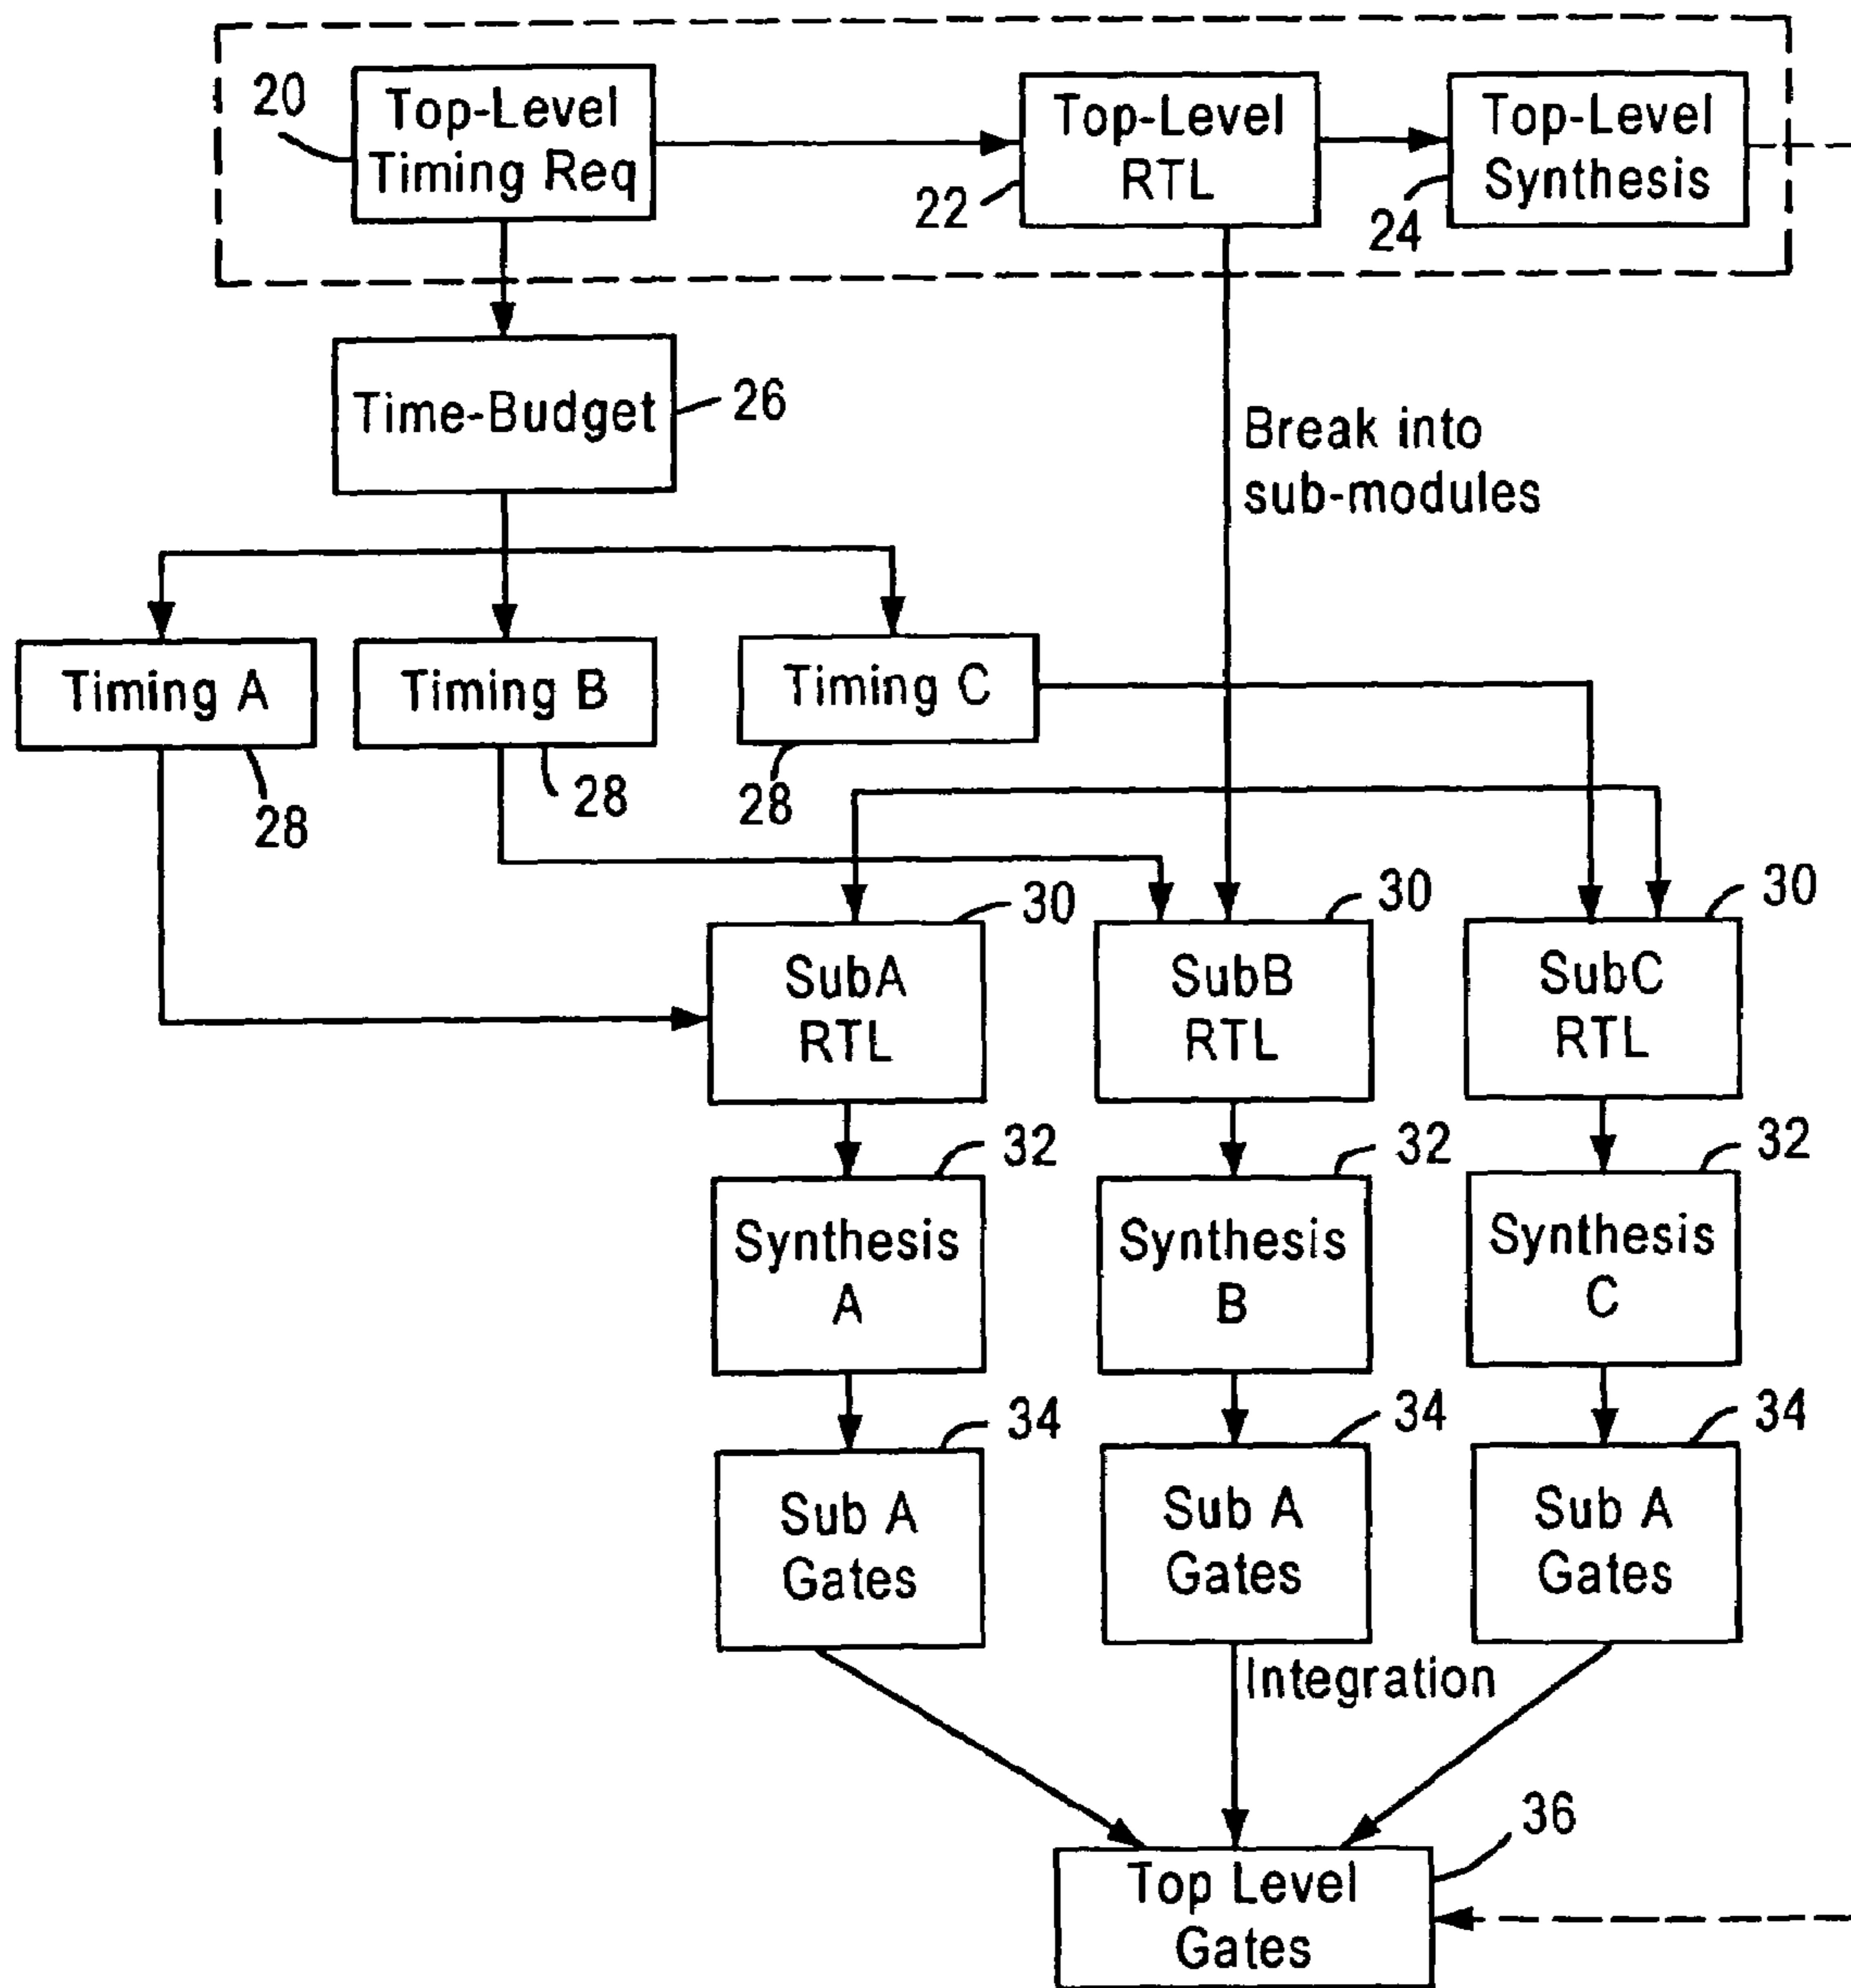 20
Top-Level
Timing Req
Top-Level
RTL
22
Top-Level
Synthesis
24
Time-Budget
26
Break into
sub-modules
Timing A
28
Timing B
28
Timing C
28
SubA
RTL
30
SubB
RTL
30
SubC
RTL
30
Synthesis
A
32
Synthesis
B
32
Synthesis
C
32
Sub A
Gates
34
Sub A
Gates
34
Sub A
Gates
34
Integration
Top Level
Gates
36